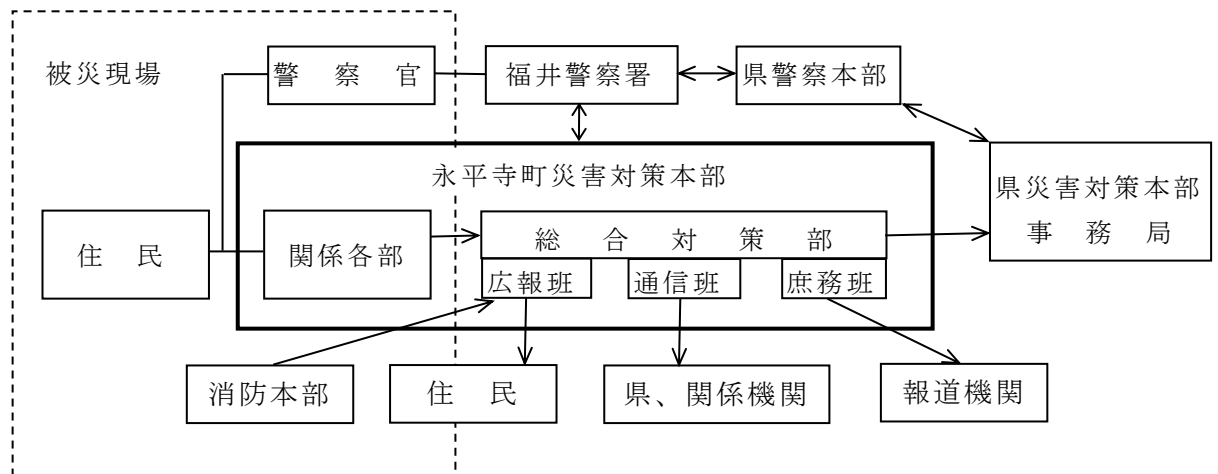 被災現場
警　察　官
福井警察署
県警察本部
永平寺町災害対策本部
県災害対策本部
事　務　局
住　民
関係各部
総　合　対　策　部
広報班
通信班
庶務班
消防本部
住　民
県、関係機関
報道機関